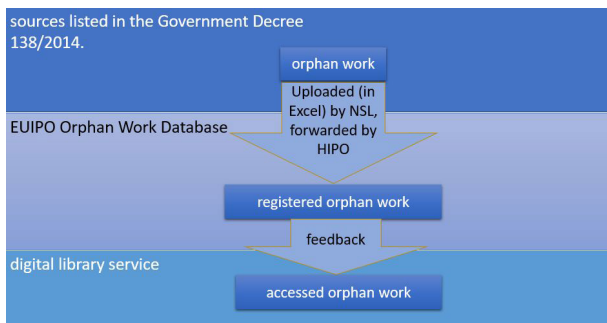 sources listed in the Government Decree
138/2014.
orphan work
Uploaded (in
Excel) by NSL,
forwarded by
HIPO
EUIPO Orphan Work Database
registered orphan work
feedback
digital library service
accessed orphan work